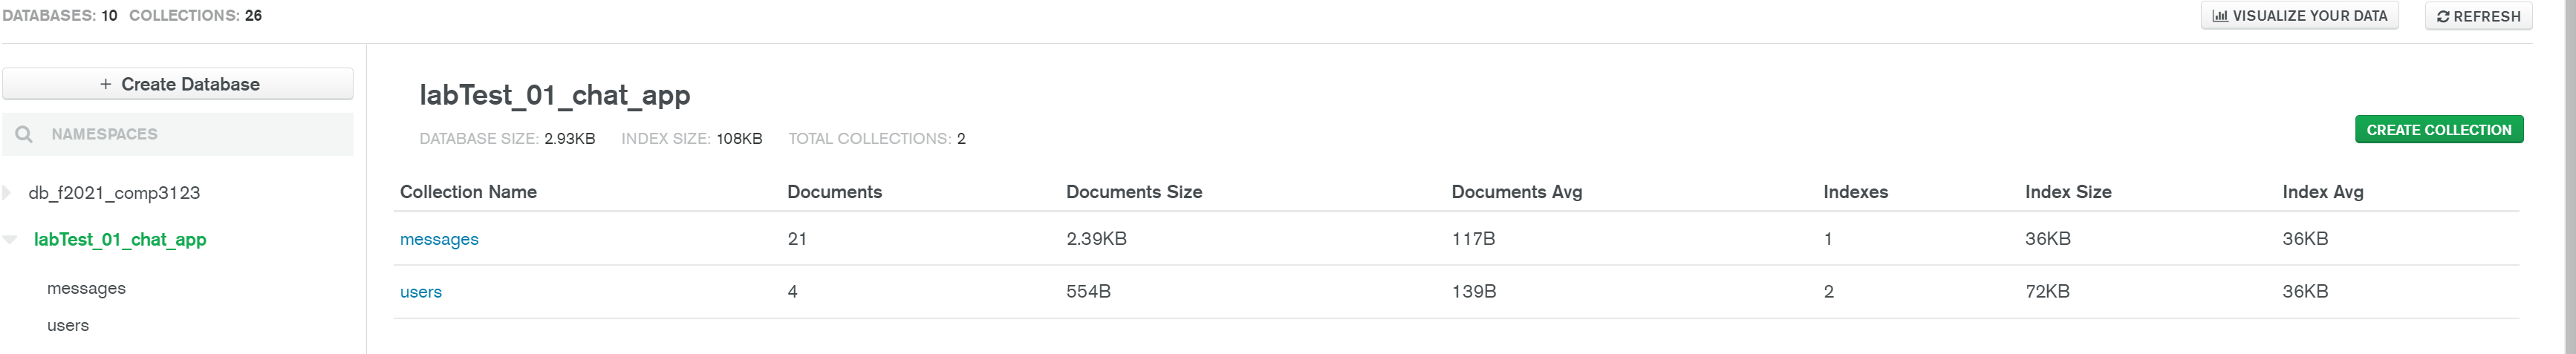 DATABASES: 10 COLLECTIONS: 26
VISUALIZE YOUR DATA
REFRESH
+ Create Database
NAMESPACES
db_f2021_comp3123
labTest_01_chat_app
messages
users
labTest_01_chat_app
DATABASE SIZE: 2.93KB INDEX SIZE: 108KB TOTAL COLLECTIONS: 2
CREATE COLLECTION
Collection Name Documents Documents Size Documents Avg Indexes Index Size Index Avg
messages 21 2.39KB 117B 1 36KB 36KB
users 4 554B 139B 2 72KB 36KB